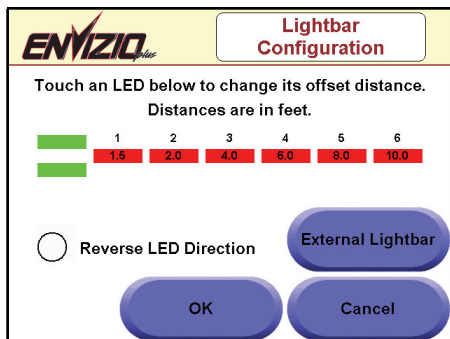 ENVIZIO plus
Lightbar
Configuration
Touch an LED below to change its offset distance.
Distances are in feet.
1 2 3 4 5 6
1.5 2.0 4.0 6.0 8.0 10.0
Reverse LED Direction
External Lightbar
OK
Cancel